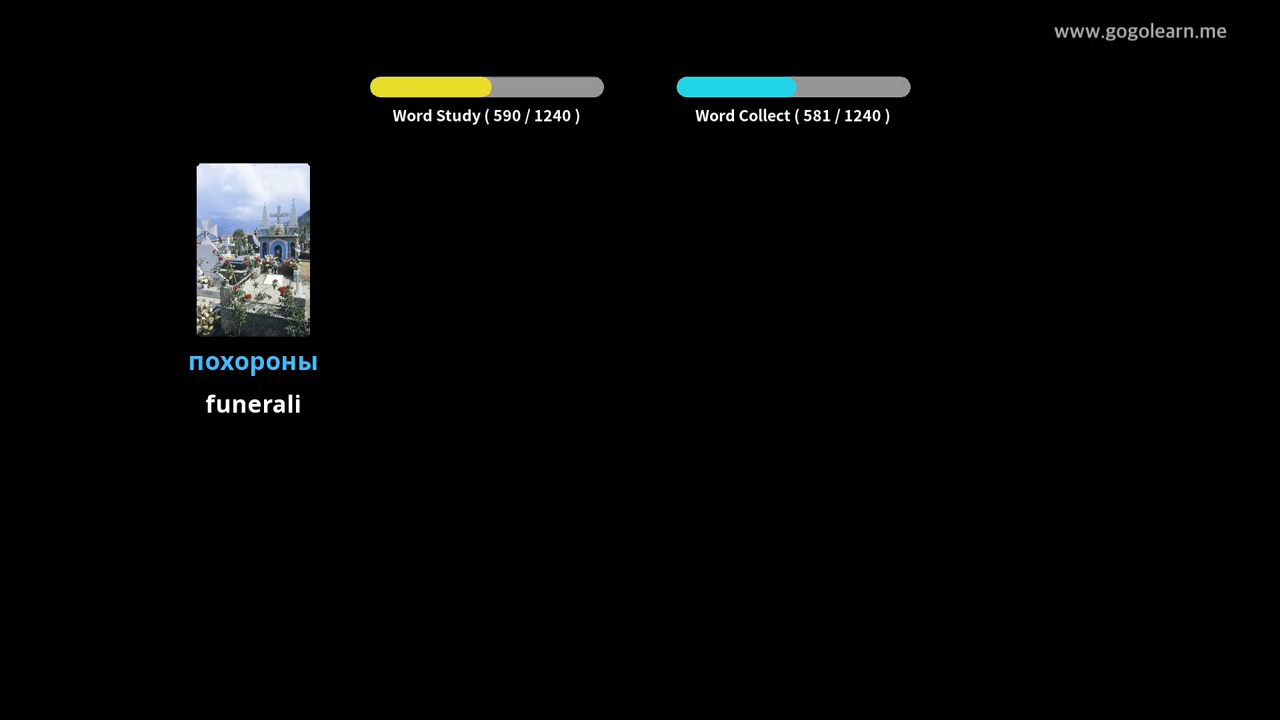 www.gogolearn.me
Word Study ( 590 / 1240 )
Word Collect ( 581 / 1240 )
похороны
funerali